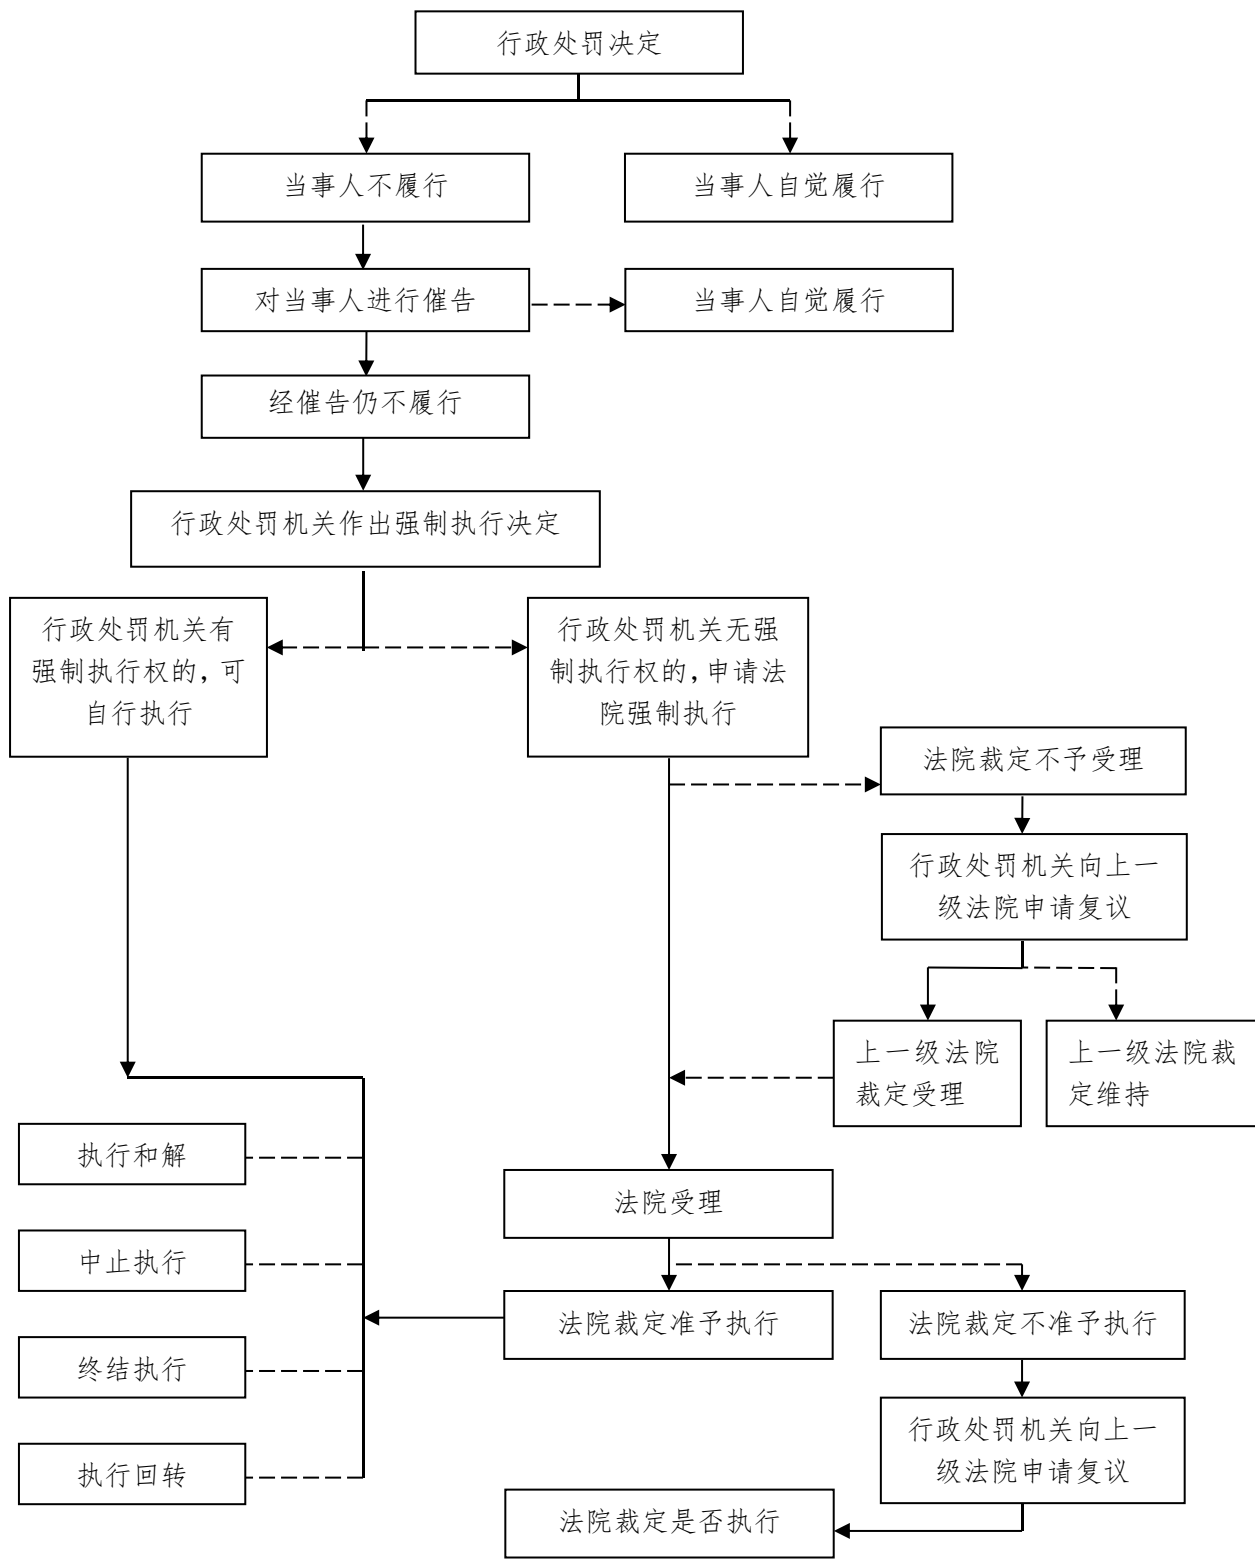 行政处罚决定
当事人不履行
当事人自觉履行
对当事人进行催告
当事人自觉履行
经催告仍不履行
行政处罚机关作出强制执行决定
行政处罚机关有
强制执行权的，可
自行执行
行政处罚机关无强
制执行权的，申请法
院强制执行
法院裁定不予受理
行政处罚机关向上一
级法院申请复议
上一级法院
裁定受理
上一级法院裁
定维持
执行和解
中止执行
终结执行
执行回转
法院受理
法院裁定准予执行
法院裁定不准予执行
行政处罚机关向上一
级法院申请复议
法院裁定是否执行